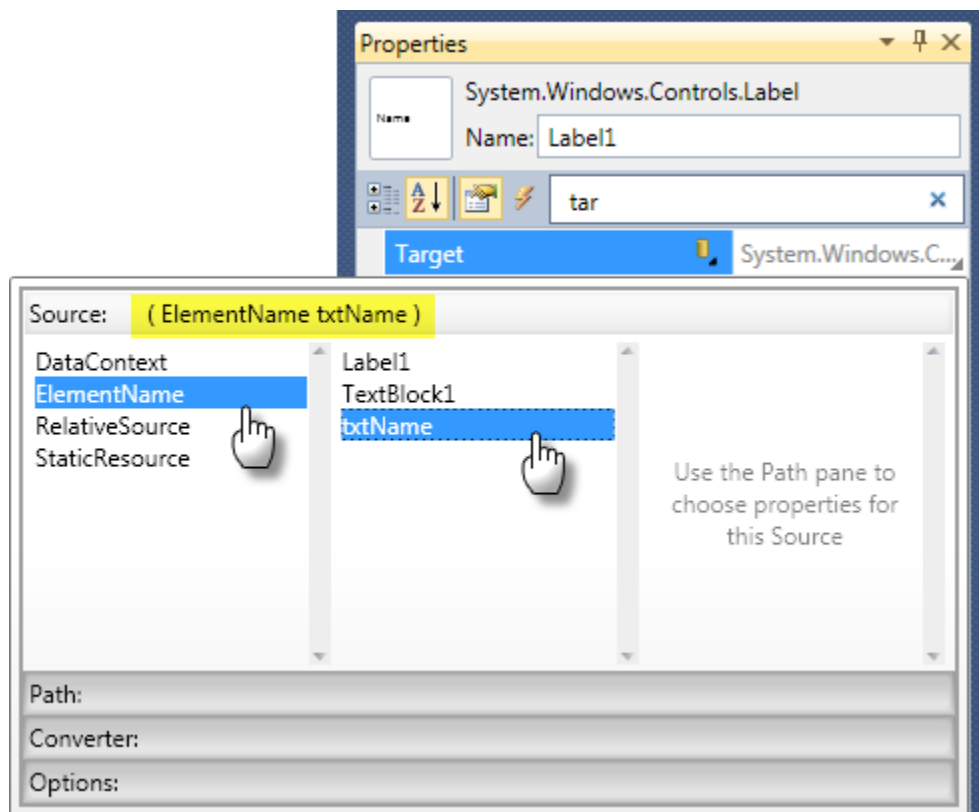 Properties
System.Windows.Controls.Label
Name
Name: Label1
A
Z
tar
Target System.Windows.C...
Source: ( ElementName txtName )
DataContext
ElementName
RelativeSource
StaticResource
Label1
TextBlock1
txtName
Use the Path pane to
choose properties for
this Source
Path:
Converter:
Options: